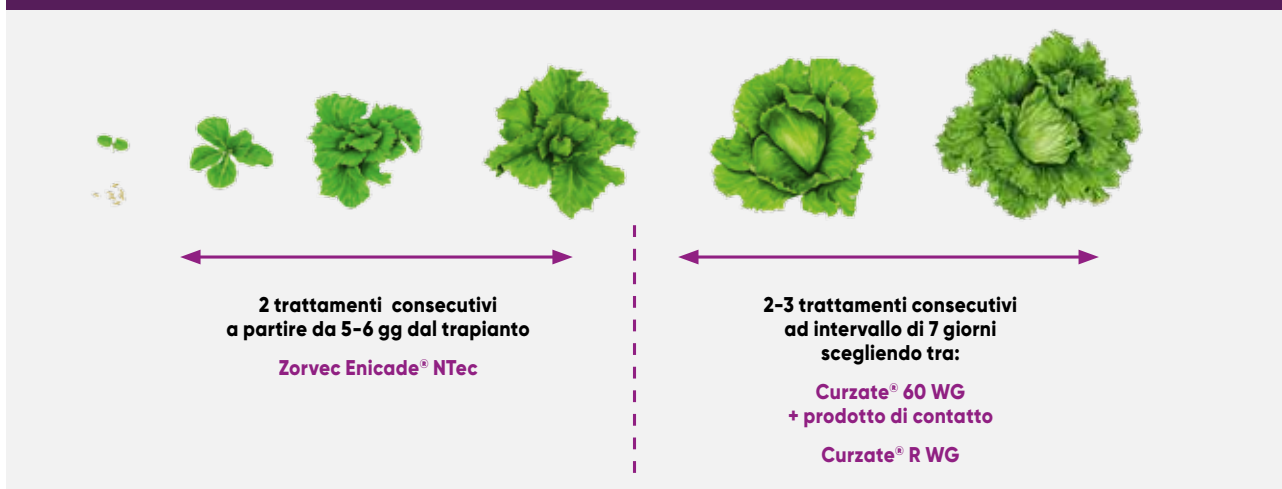 2 trattamenti consecutivi
a partire da 5-6 gg dal trapianto
Zorvec Enicade® NTec
2-3 trattamenti consecutivi
ad intervallo di 7 giorni
scegliendo tra:
Curzate® 60 WG
+ prodotto di contatto
Curzate® R WG